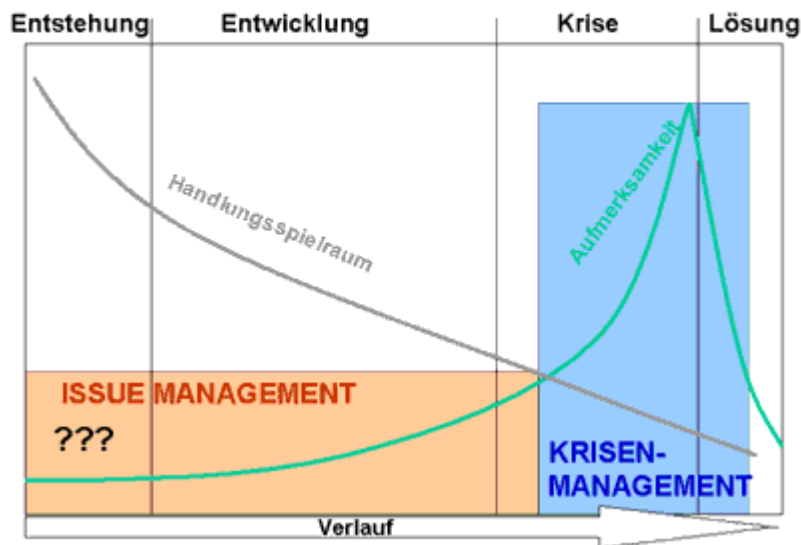 Entstehung Entwicklung Krise Lösung
Handlungsspielraum
Aufmerksamkeit
ISSUE MANAGEMENT
???
KRISEN-
MANAGEMENT
Verlauf